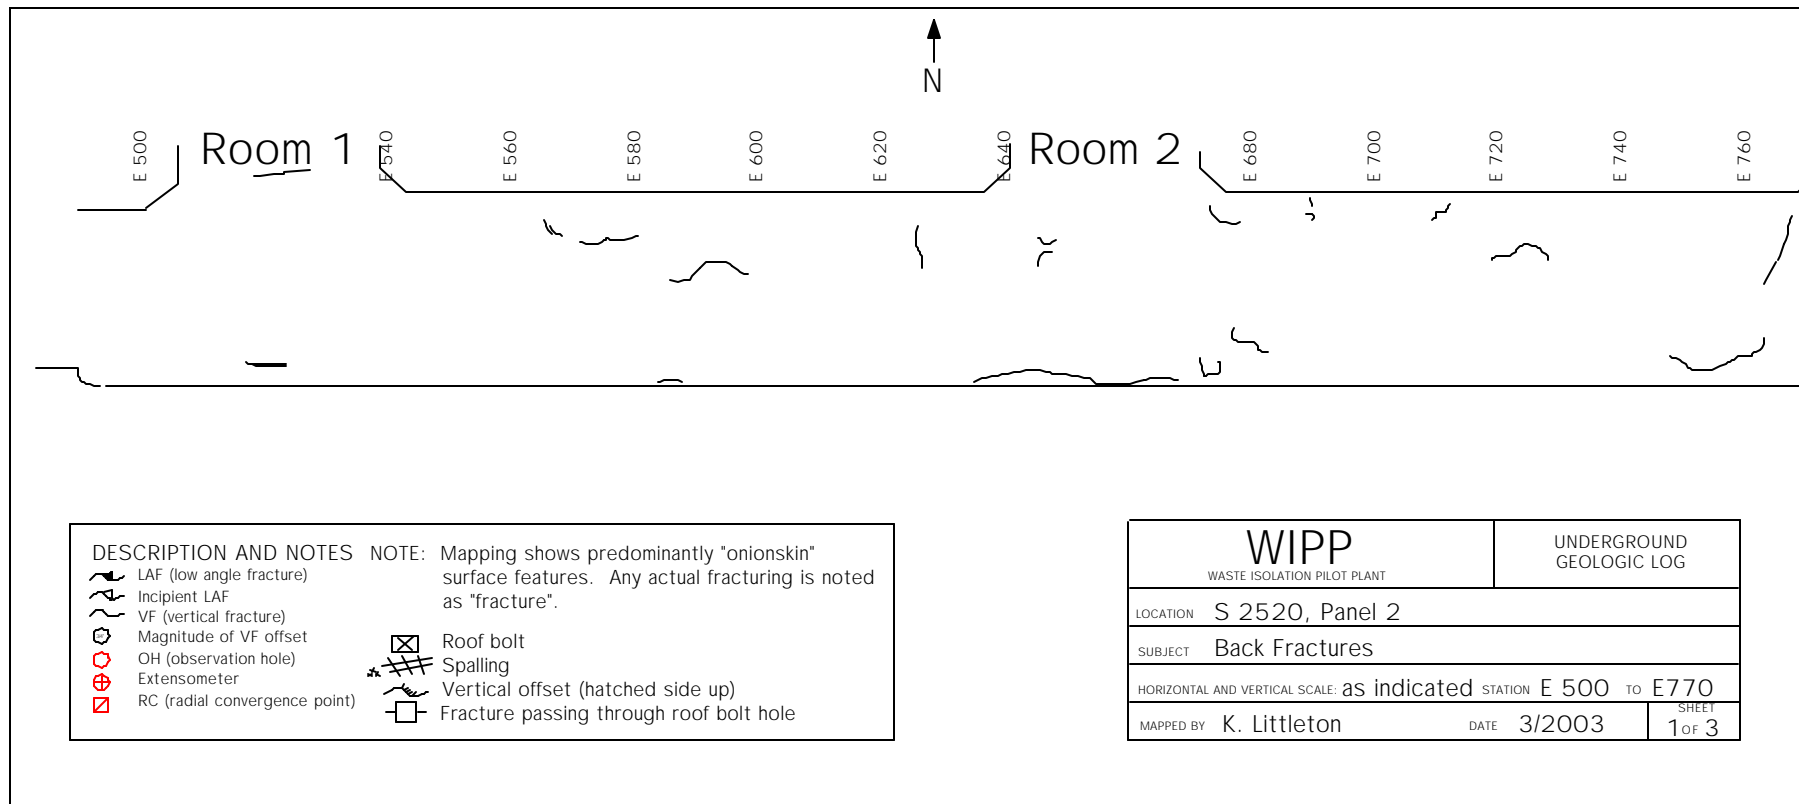 N
E 500
Room 1
E 540
E 560
E 580
E 600
E 620
E 640
Room 2
E 680
E 700
E 720
E 740
E 760
DESCRIPTION AND NOTES
LAF (low angle fracture)
Incipient LAF
VF (vertical fracture)
Magnitude of VF offset
OH (observation hole)
Extensometer
RC (radial convergence point)
NOTE: Mapping shows predominantly "onionskin"
surface features. Any actual fracturing is noted
as "fracture".
Roof bolt
Spalling
Vertical offset (hatched side up)
Fracture passing through roof bolt hole
WIPP
WASTE ISOLATION PILOT PLANT
UNDERGROUND
GEOLOGIC LOG
LOCATION S 2520, Panel 2
SUBJECT Back Fractures
HORIZONTAL AND VERTICAL SCALE: as indicated STATION E 500 TO E770
MAPPED BY K. Littleton DATE 3/2003
SHEET
1 OF 3